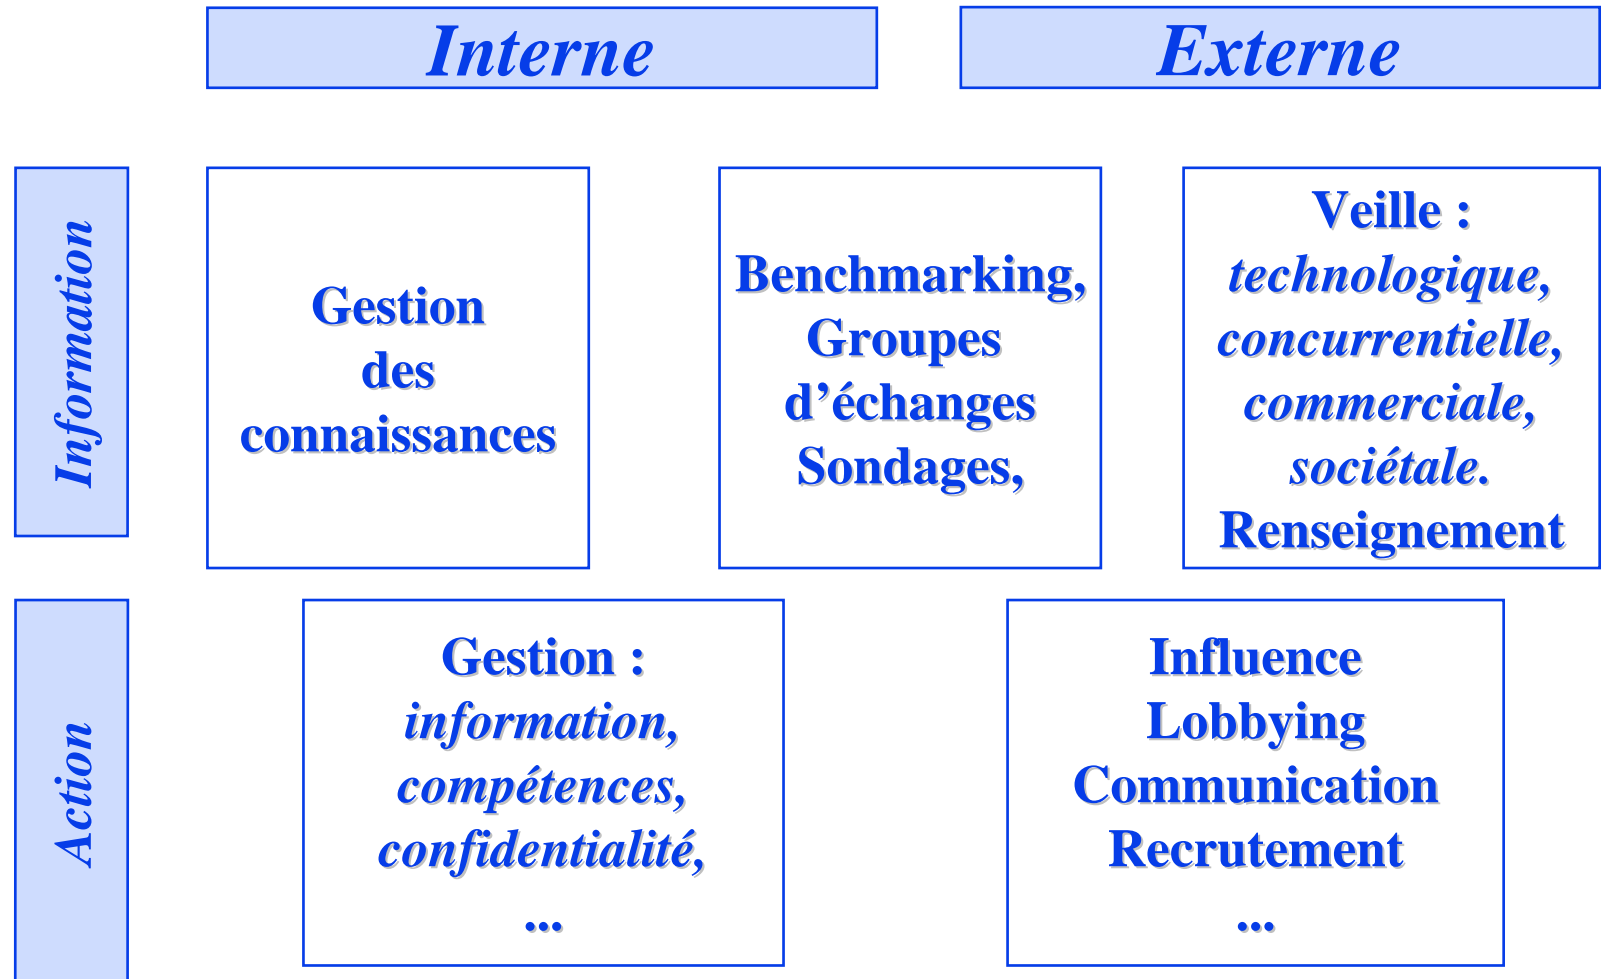 Interne
Externe
Information
Gestion
des
connaissances
Benchmarking,
Groupes
d’échanges
Sondages,
Veille :
technologique,
concurrentielle,
commerciale,
sociétale.
Renseignement
Action
Gestion :
information,
compétences,
confidentialité,
...
Influence
Lobbying
Communication
Recrutement
...